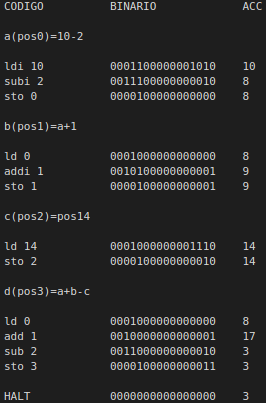 CODIGO BINARIO ACC
a(pos0)=10-2
ldi 10 0001100000001010 10
subi 2 0011100000000010 8
sto 0 0000100000000000 8
b(pos1)=a+1
ld 0 0001000000000000 8
addi 1 0010100000000001 9
sto 1 0000100000000001 9
c(pos2)=pos14
ld 14 0001000000001110 14
sto 2 0000100000000010 14
d(pos3)=a+b-c
ld 0 0001000000000000 8
add 1 0010000000000001 17
sub 2 0011000000000010 3
sto 3 0000100000000011 3
HALT 0000000000000000 3